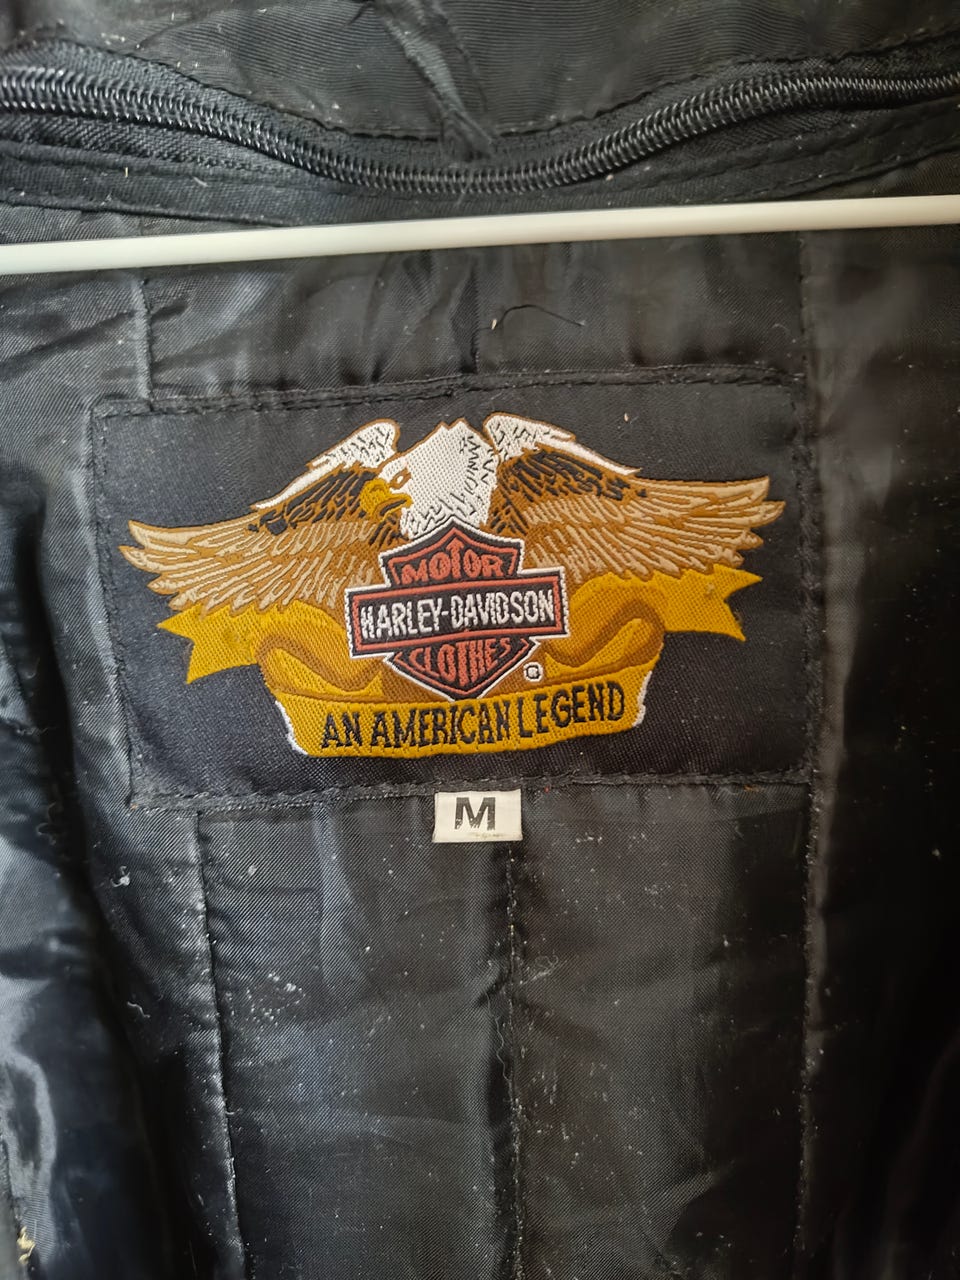 MOTOR
HARLEY-DAVIDSON
CLOTHES
®
AN AMERICAN LEGEND
M